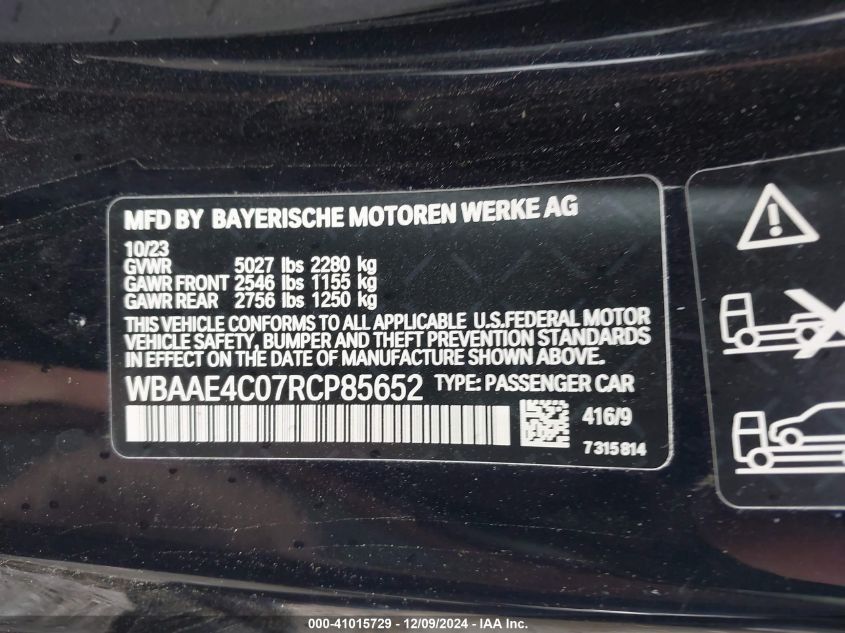 MFD BY BAYERISCHE MOTOREN WERKE AG
10/23
GVWR 5027 lbs 2280 kg
GAWR FRONT 2546 lbs 1155 kg
GAWR REAR 2756 lbs 1250 kg
THIS VEHICLE CONFORMS TO ALL APPLICABLE U.S.FEDERAL MOTOR
VEHICLE SAFETY, BUMPER AND THEFT PREVENTION STANDARDS
IN EFFECT ON THE DATE OF MANUFACTURE SHOWN ABOVE.
WBAAE4C07RCP85652 TYPE: PASSENGER CAR
416/9
7315814
000-41015729 - 12/09/2024 - IAA Inc.